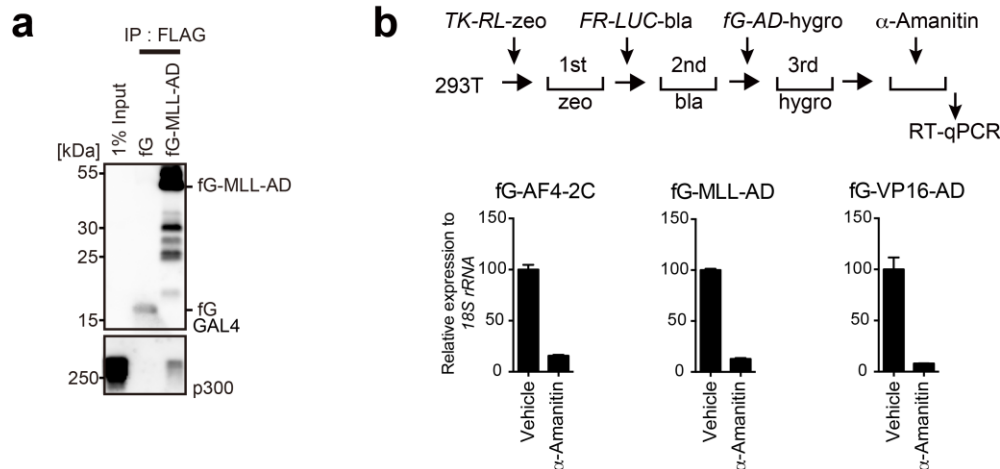 a
IP : FLAG
1% Input
fG
fG-MLL-AD
[kDa]
55
30
25
15
fG-MLL-AD
fG
GAL4
250
p300
b
TK-RL-zeo
FR-LUC-bla
fG-AD-hygro
α-Amanitin
293T
1st
zeo
2nd
bla
3rd
hygro
RT-qPCR
fG-AF4-2C
fG-MLL-AD
fG-VP16-AD
Relative expression to
18S rRNA
150
100
50
0
Vehicle
α-Amanitin
150
100
50
0
Vehicle
α-Amanitin
150
100
50
0
Vehicle
α-Amanitin